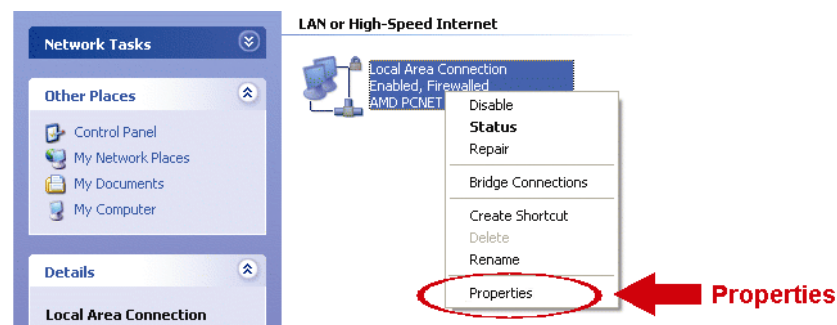 LAN or High-Speed Internet
Network Tasks
Other Places
Control Panel
My Network Places
My Documents
My Computer
Details
Local Area Connection
Local Area Connection
Enabled, Firewalled
AMD PCNET
Disable
Status
Repair
Bridge Connections
Create Shortcut
Delete
Rename
Properties
Properties